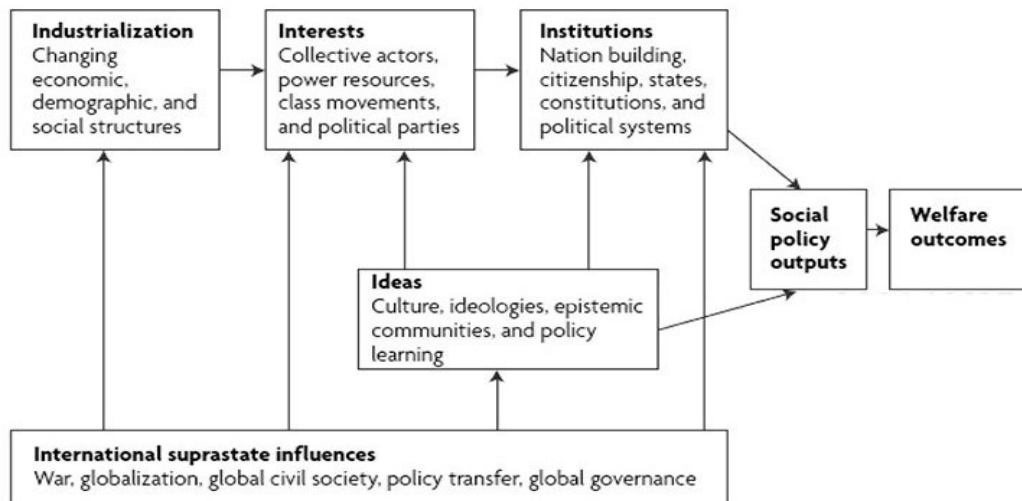 Industrialization
Changing
economic,
demographic, and
social structures
Interests
Collective actors,
power resources,
class movements,
and political parties
Institutions
Nation building,
citizenship, states,
constitutions, and
political systems
Social
policy
outputs
Welfare
outcomes
Ideas
Culture, ideologies, epistemic
communities, and policy
learning
International suprastate influences
War, globalization, global civil society, policy transfer, global governance